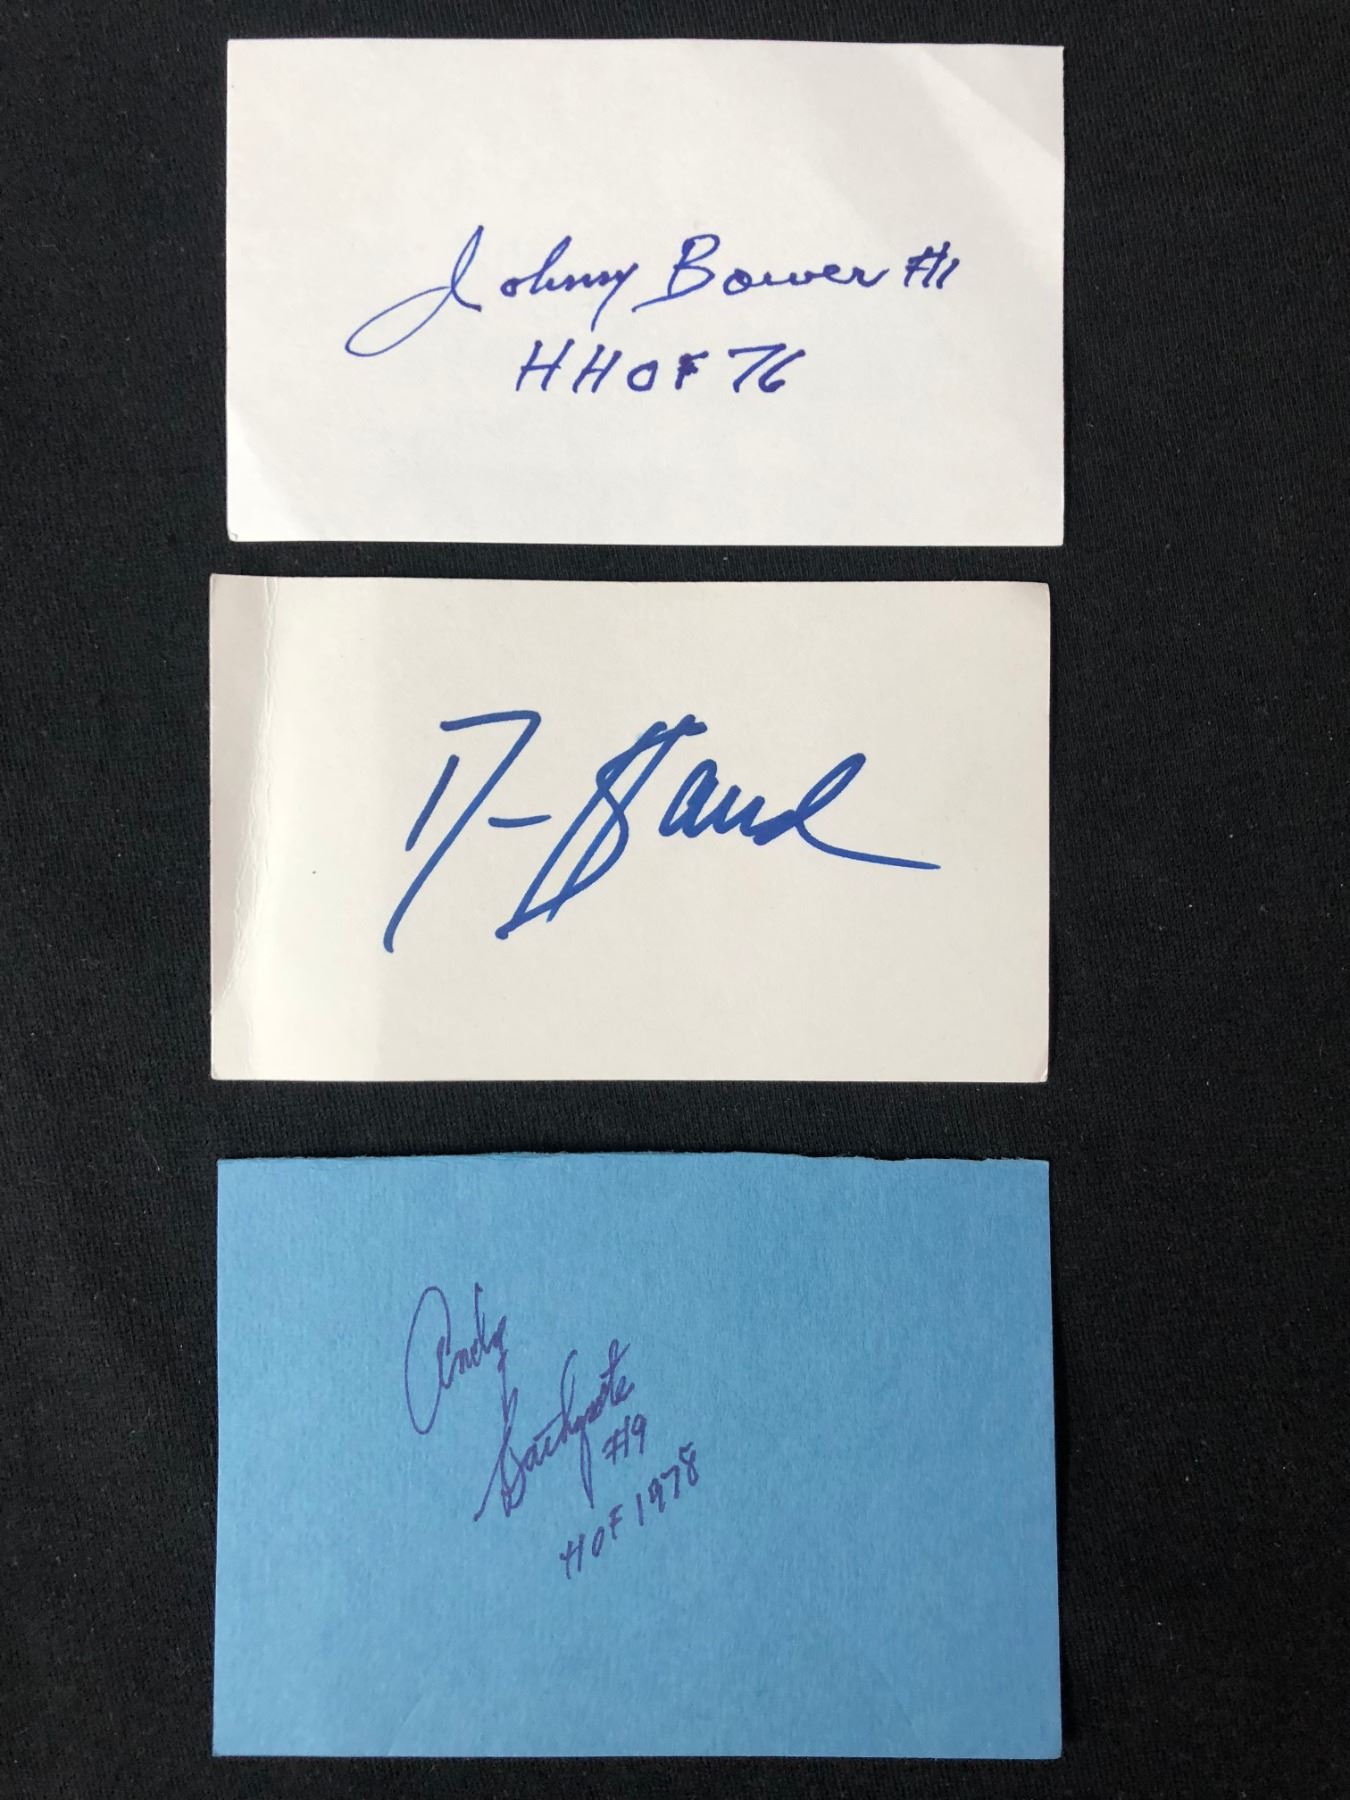 Johnny Bower #1
HHOF 76
Andy
Bathgate
#9
HOF 1978